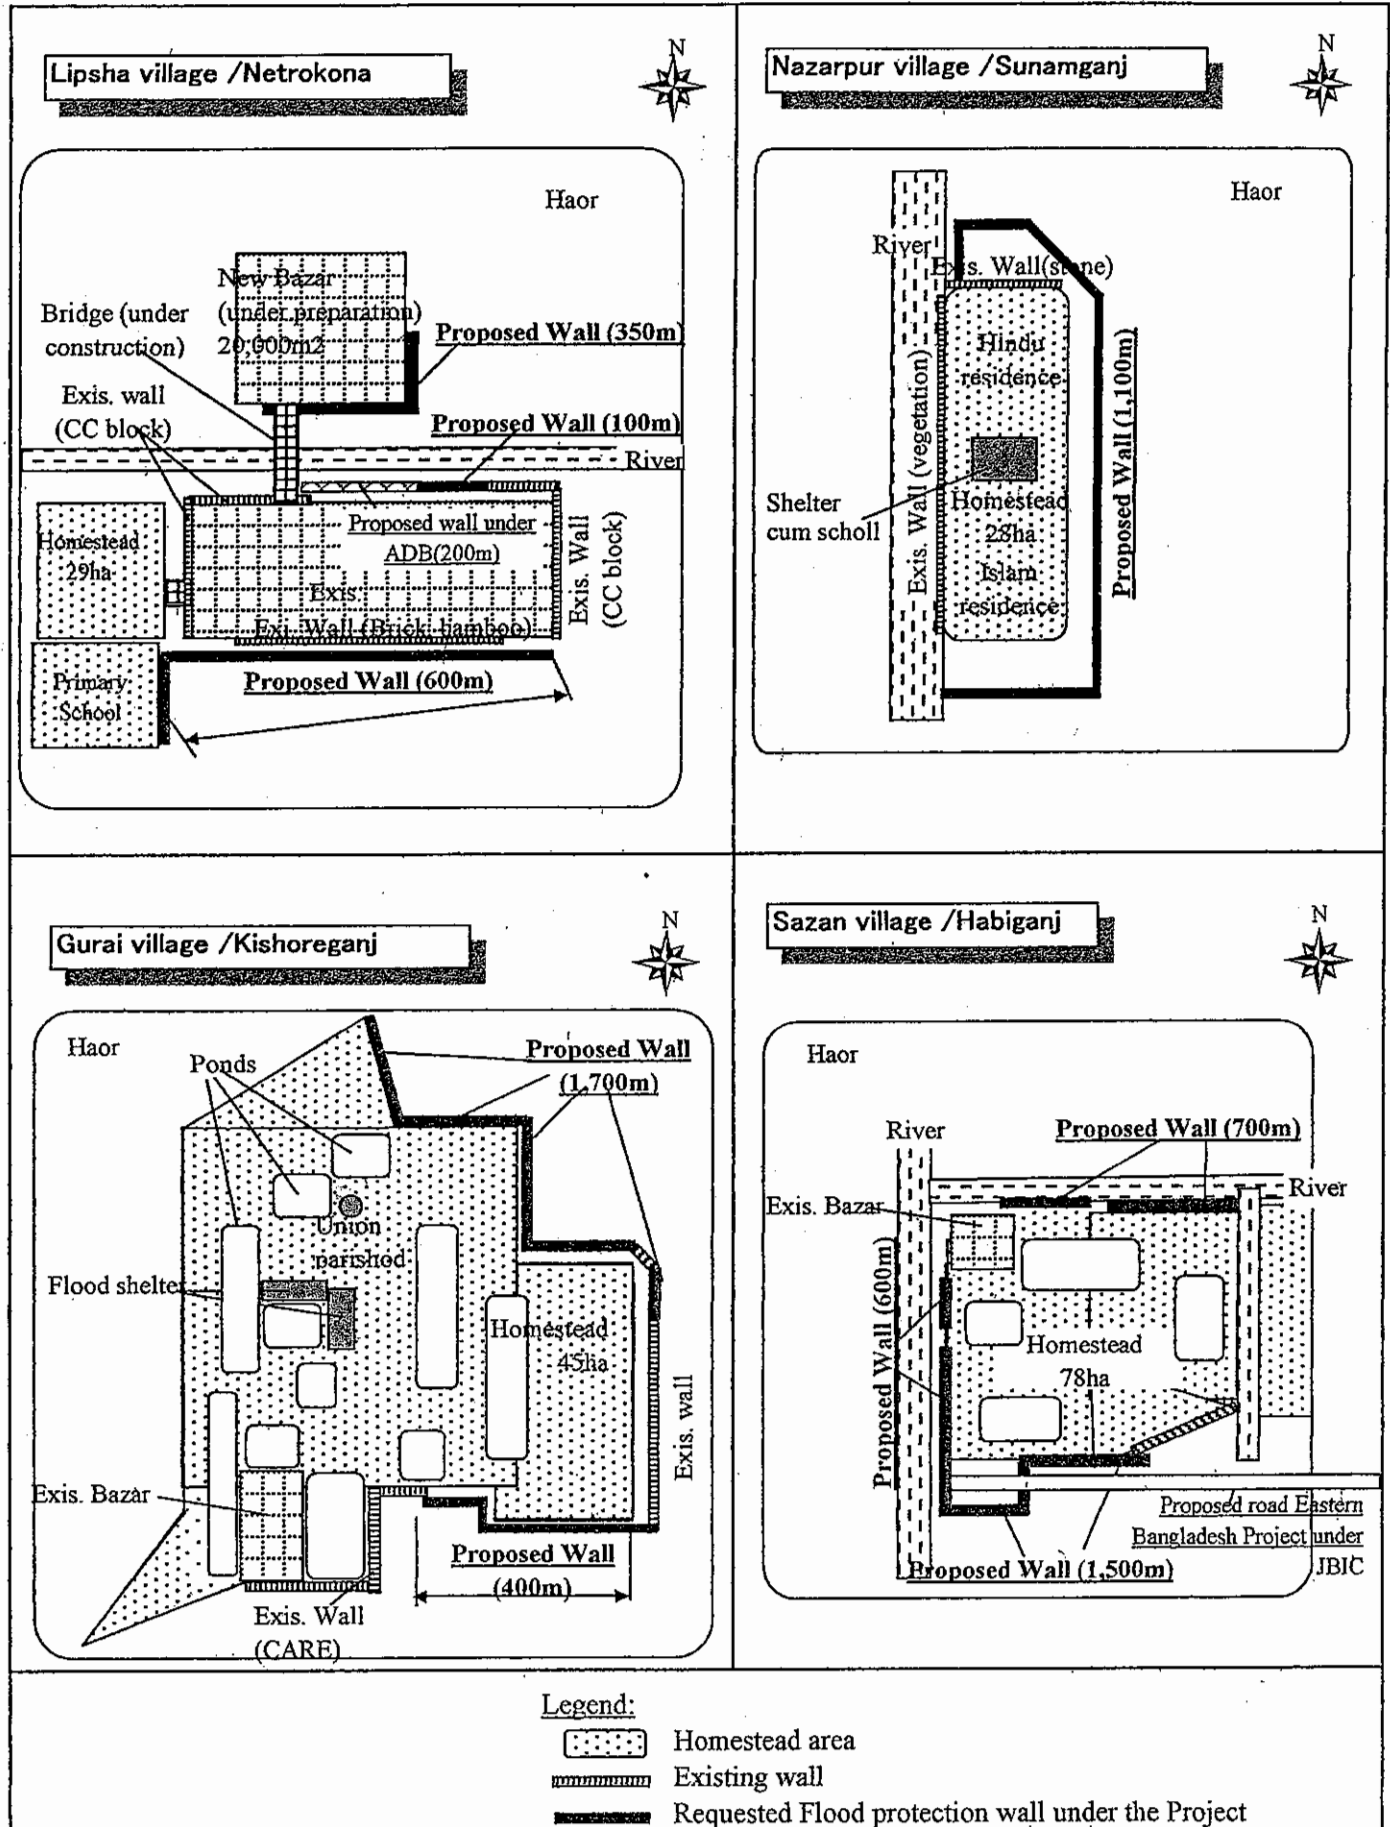 Lipsha village /Netrokona
N
Haor
New Bazar
(under preparation)
20,000m2
Bridge (under
construction)
Proposed Wall (350m)
Exis. wall
(CC block)
Proposed Wall (100m)
River
Homestead
29ha
Proposed wall under
ADB(200m)
Exis.
Exi. Wall (Brick, bamboo)
Exis. Wall
(CC block)
Primary
School
Proposed Wall (600m)
Nazarpur village /Sunamganj
N
Haor
River
Exis. Wall(stone)
Hindu
residence
Exis. Wall (vegetation)
Proposed Wall (1,100m)
Shelter
cum scholl
Homestead
28ha
Islam
residence
Gurai village /Kishoreganj
N
Haor
Ponds
Proposed Wall
(1,700m)
Union
parishod
Flood shelter
Homestead
45ha
Exis. wall
Exis. Bazar
Proposed Wall
(400m)
Exis. Wall
(CARE)
Sazan village /Habiganj
N
Haor
River
Proposed Wall (700m)
River
Exis. Bazar
Proposed Wall (600m)
Homestead
78ha
Proposed road Eastern
Bangladesh Project under
JBIC
Proposed Wall (1,500m)
Legend:
Homestead area
Existing wall
Requested Flood protection wall under the Project